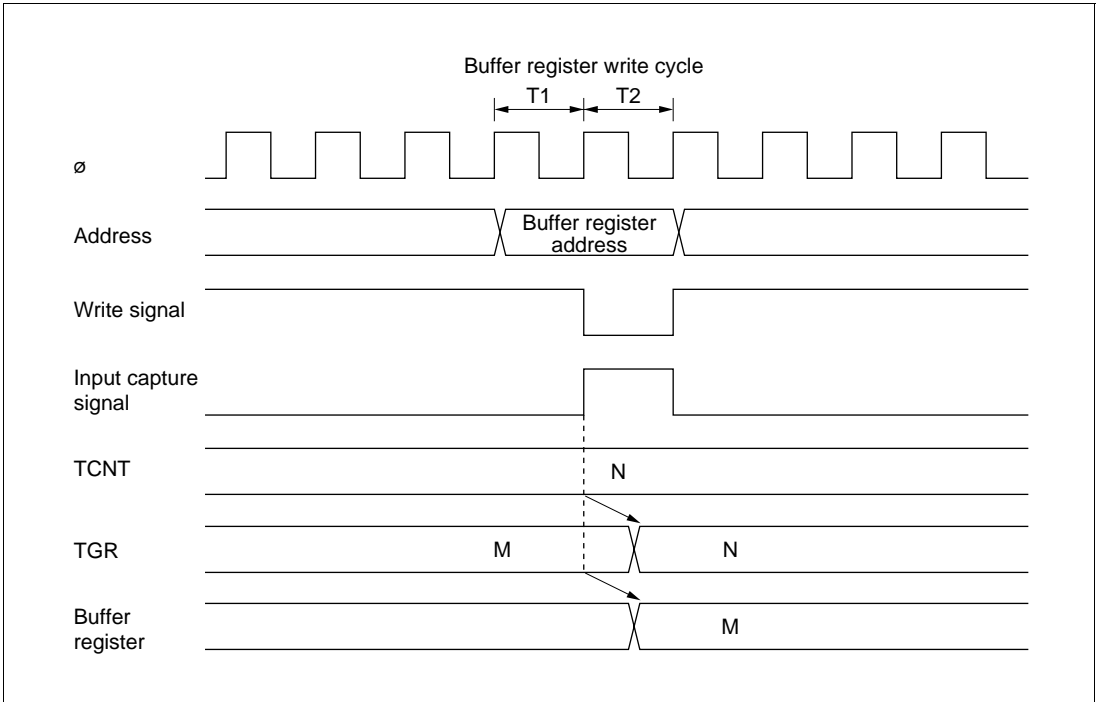 Buffer register write cycle
T1 T2
ø
Address
Buffer register
address
Write signal
Input capture
signal
TCNT
N
TGR
M N
Buffer
register
M